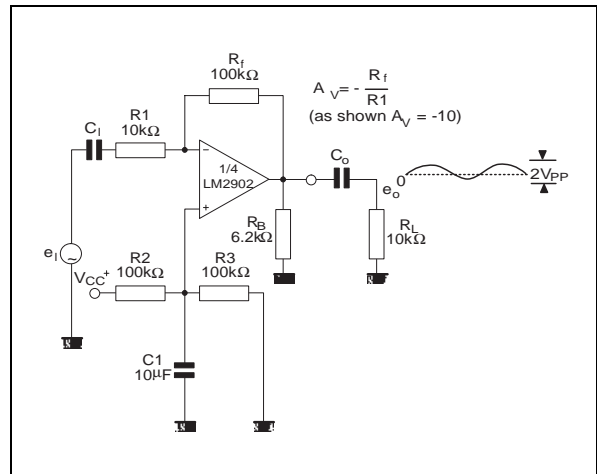 Rf
100kΩ
AV = - Rf
R1
(as shown AV = -10)
R1
10kΩ
CI
1/4
LM2902
Co
eo
0
2VPP
RB
6.2kΩ
RL
10kΩ
eI
~
VCC+
R2
100kΩ
R3
100kΩ
C1
10µF